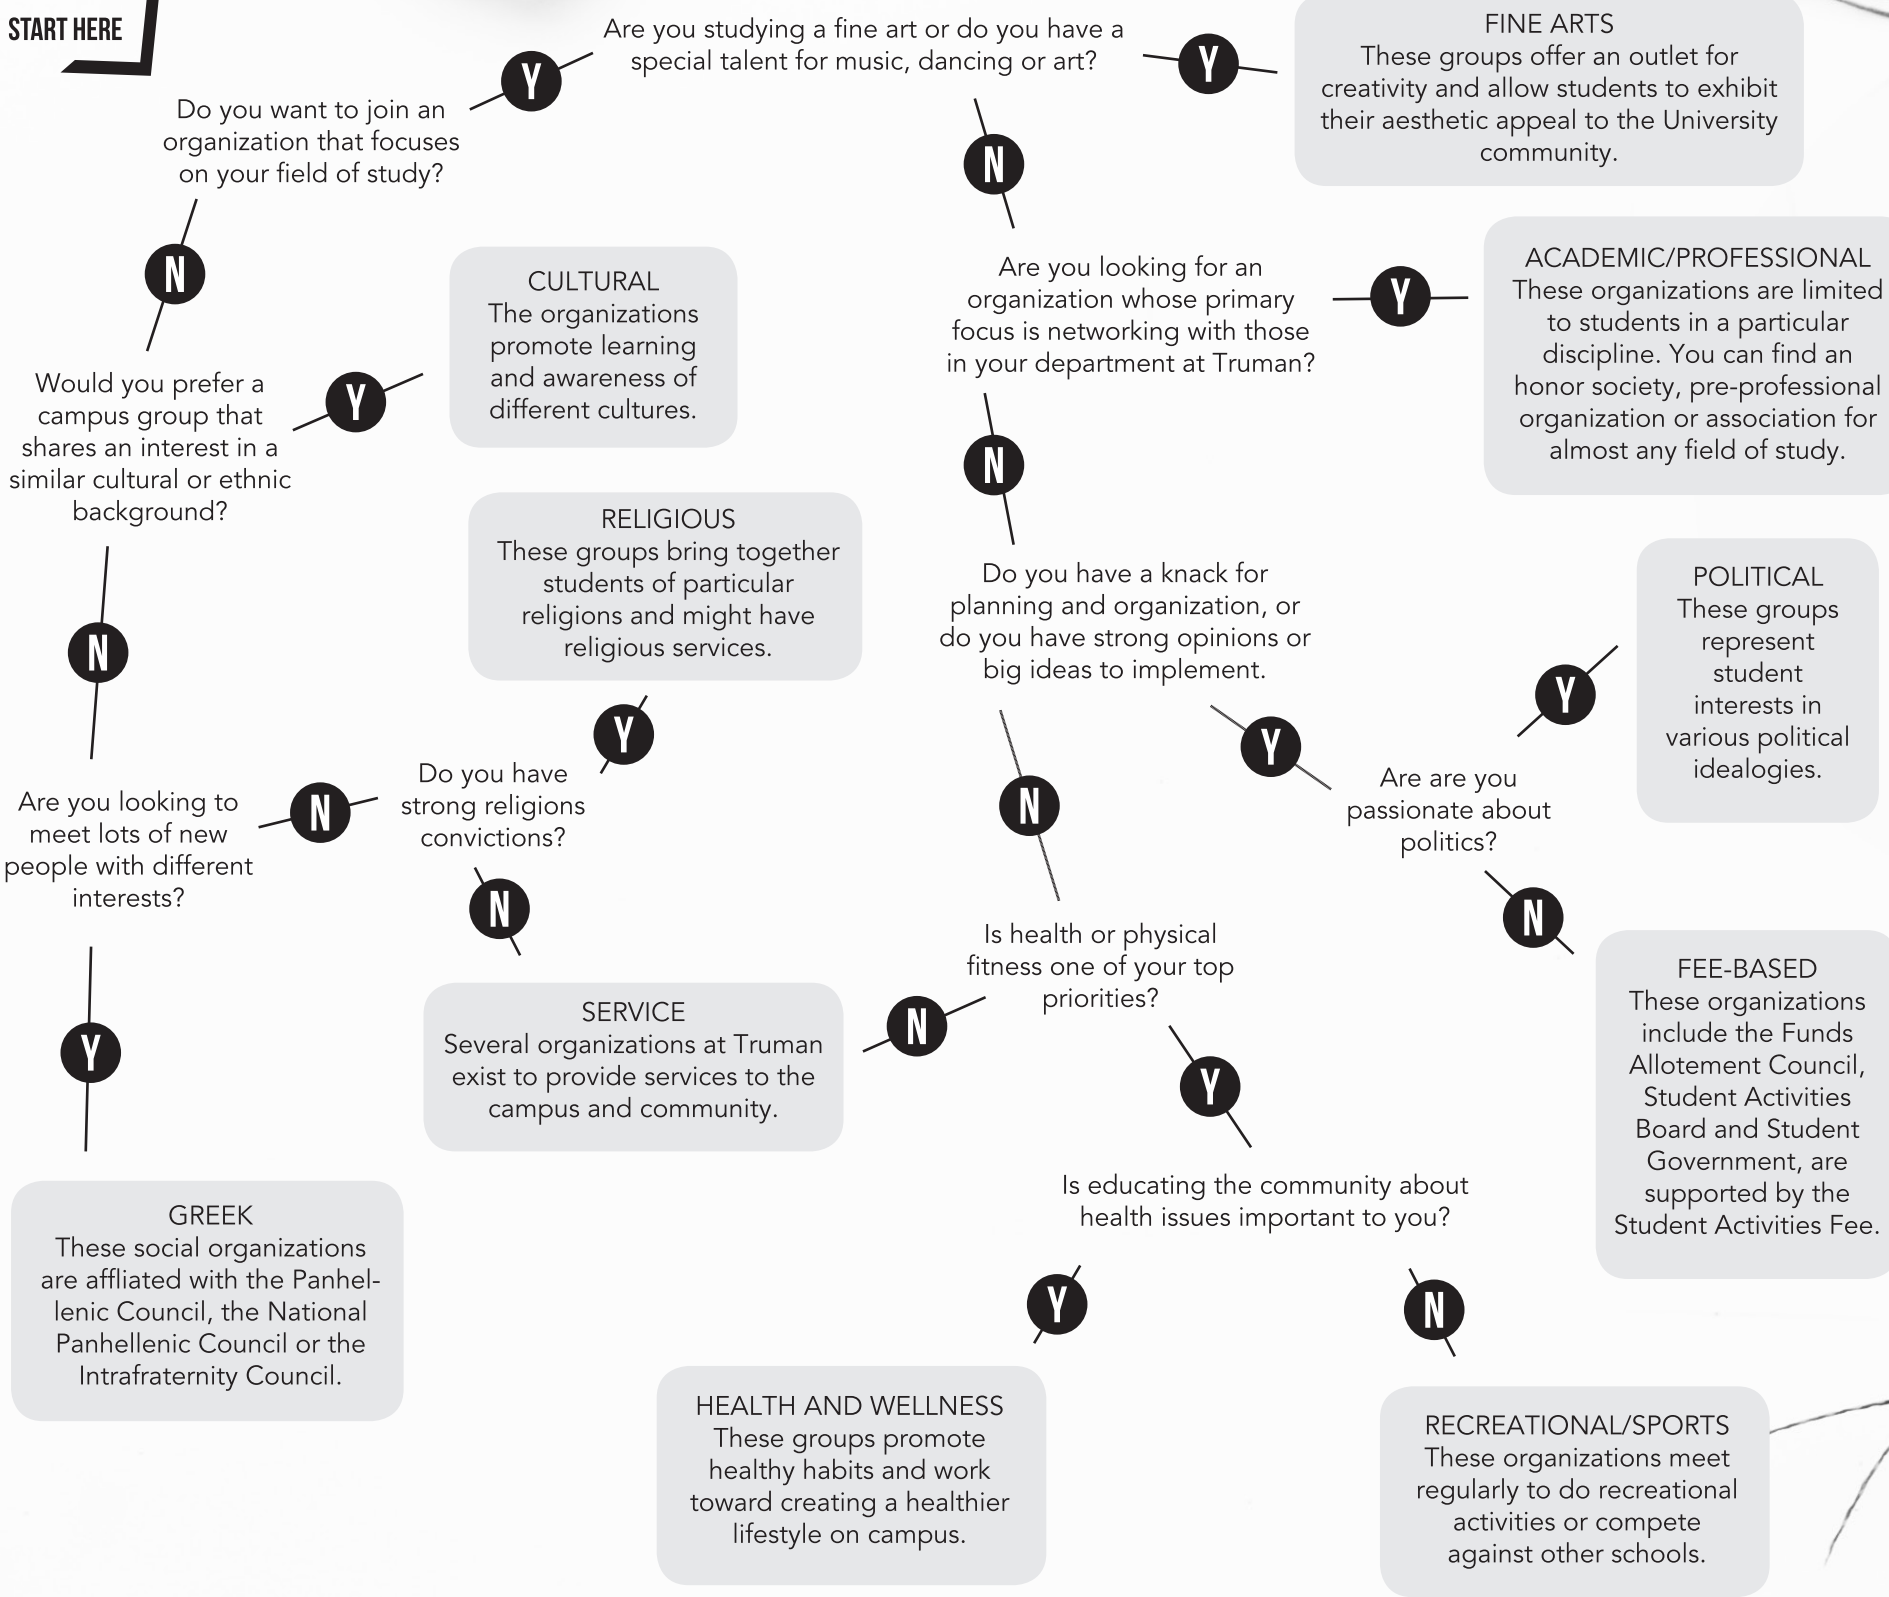 START HERE
Do you want to join an
organization that focuses
on your field of study?
Y
Are you studying a fine art or do you have a
special talent for music, dancing or art?
Y
FINE ARTS
These groups offer an outlet for
creativity and allow students to exhibit
their aesthetic appeal to the University
community.
N
Are you looking for an
organization whose primary
focus is networking with those
in your department at Truman?
Y
ACADEMIC/PROFESSIONAL
These organizations are limited
to students in a particular
discipline. You can find an
honor society, pre-professional
organization or association for
almost any field of study.
N
Do you have a knack for
planning and organization, or
do you have strong opinions or
big ideas to implement.
Y
Are are you
passionate about
politics?
Y
POLITICAL
These groups
represent
student
interests in
various political
idealogies.
N
FEE-BASED
These organizations
include the Funds
Allotement Council,
Student Activities
Board and Student
Government, are
supported by the
Student Activities Fee.
N
Is health or physical
fitness one of your top
priorities?
Y
Is educating the community about
health issues important to you?
Y
HEALTH AND WELLNESS
These groups promote
healthy habits and work
toward creating a healthier
lifestyle on campus.
N
RECREATIONAL/SPORTS
These organizations meet
regularly to do recreational
activities or compete
against other schools.
N
N
Would you prefer a
campus group that
shares an interest in a
similar cultural or ethnic
background?
Y
CULTURAL
The organizations
promote learning
and awareness of
different cultures.
N
Are you looking to
meet lots of new
people with different
interests?
N
Do you have
strong religions
convictions?
Y
RELIGIOUS
These groups bring together
students of particular
religions and might have
religious services.
N
SERVICE
Several organizations at Truman
exist to provide services to the
campus and community.
Y
GREEK
These social organizations
are affliated with the Panhel-
lenic Council, the National
Panhellenic Council or the
Intrafraternity Council.